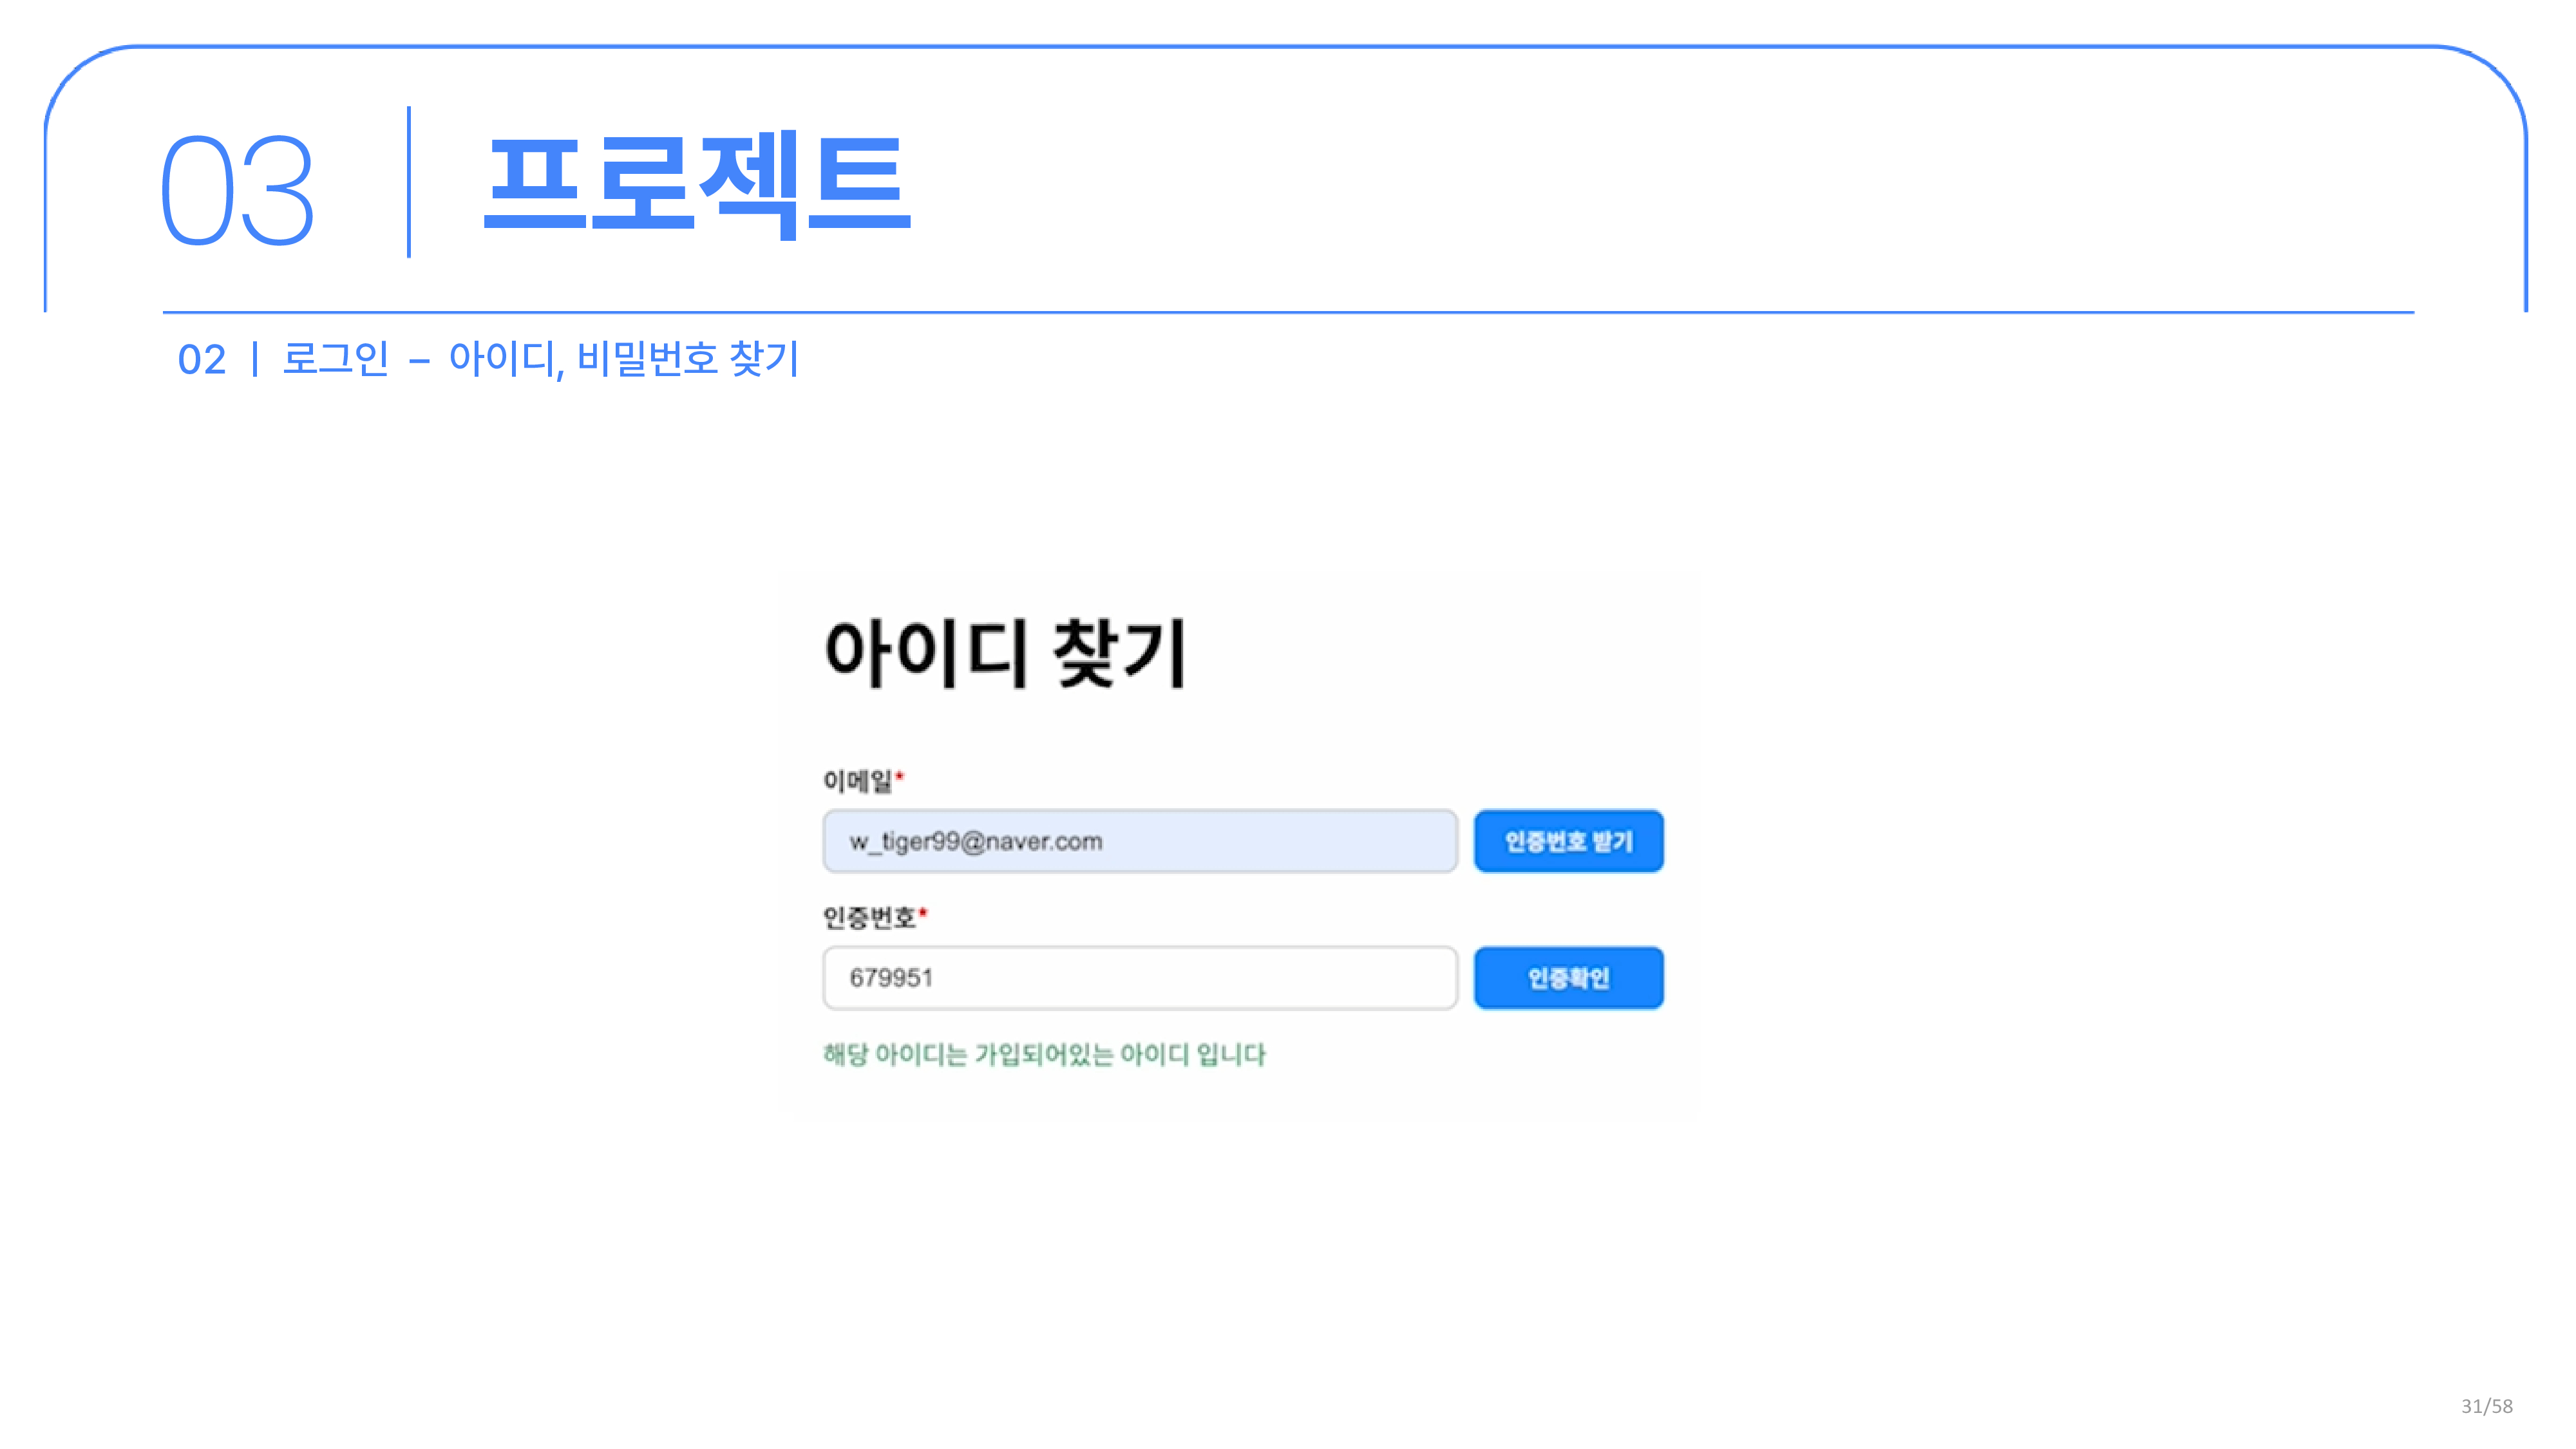 03 | 프로젝트
02 | 로그인 – 아이디, 비밀번호 찾기
아이디 찾기
이메일*
w_tiger99@naver.com 인증번호 받기
인증번호*
679951 인증확인
해당 아이디는 가입되어있는 아이디 입니다
31/58